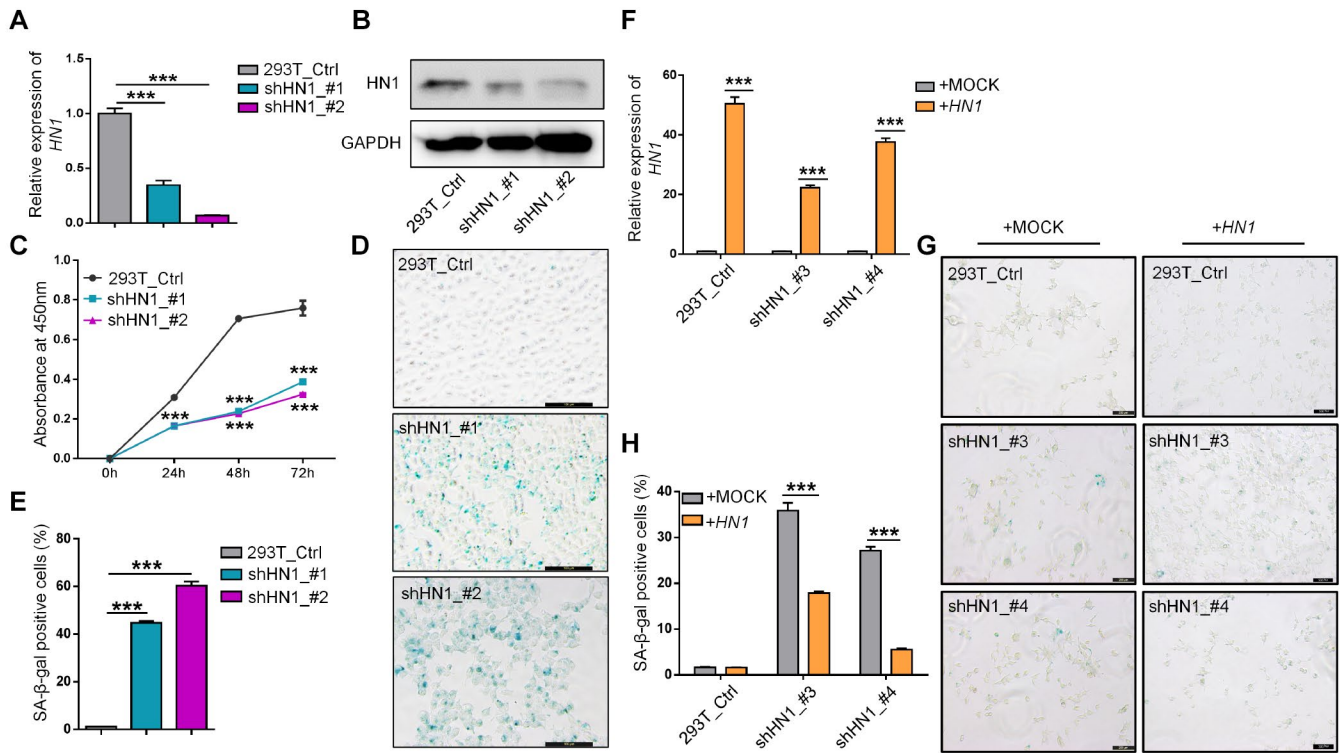 A
Relative expression of
HN1
1.5
1.0
0.5
0.0
***
***
293T_Ctrl
shHN1_#1
shHN1_#2
B
HN1
GAPDH
293T_Ctrl
shHN1_#1
shHN1_#2
C
Absorbance at 450nm
1.0
0.8
0.6
0.4
0.2
0.0
0h
24h
48h
72h
293T_Ctrl
shHN1_#1
shHN1_#2
***
***
***
***
***
D
293T_Ctrl
shHN1_#1
shHN1_#2
E
SA-β-gal positive cells (%)
80
60
40
20
0
***
***
293T_Ctrl
shHN1_#1
shHN1_#2
F
Relative expression of
HN1
60
40
20
0
***
***
***
+MOCK
+HN1
293T_Ctrl
shHN1_#3
shHN1_#4
G
+MOCK
+HN1
293T_Ctrl
293T_Ctrl
shHN1_#3
shHN1_#3
shHN1_#4
shHN1_#4
H
SA-β-gal positive cells (%)
40
30
20
10
0
+MOCK
+HN1
***
***
293T_Ctrl
shHN1_#3
shHN1_#4